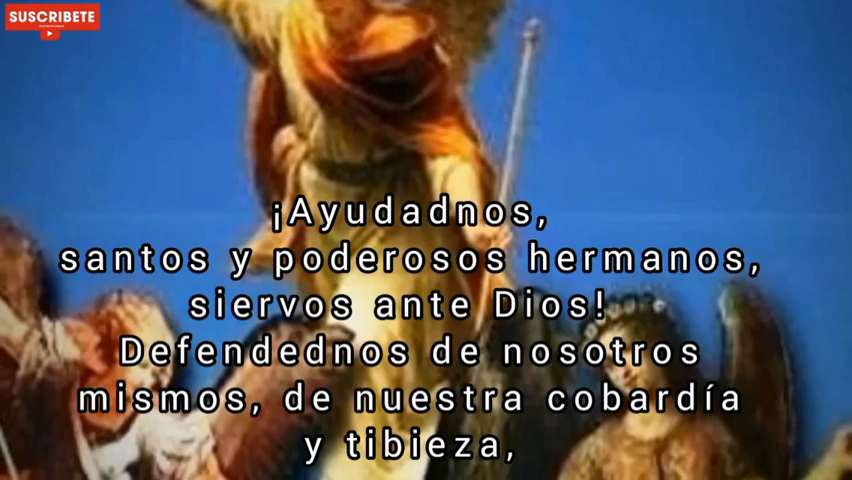 SUSCRIBETE
¡Ayudadnos,
santos y poderosos hermanos,
siervos ante Dios!
Defendednos de nosotros
mismos, de nuestra cobardía
y tibieza,